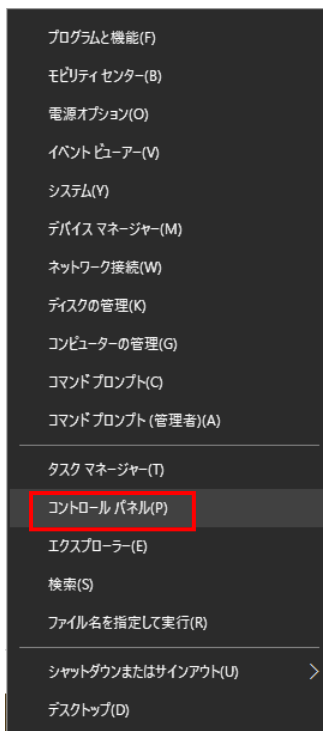 プログラムと機能(F)
モビリティ センター(B)
電源オプション(O)
イベント ビューアー(V)
システム(Y)
デバイス マネージャー(M)
ネットワーク接続(W)
ディスクの管理(K)
コンピューターの管理(G)
コマンド プロンプト(C)
コマンド プロンプト (管理者)(A)
タスク マネージャー(T)
コントロール パネル(P)
エクスプローラー(E)
検索(S)
ファイル名を指定して実行(R)
シャットダウンまたはサインアウト(U)
デスクトップ(D)